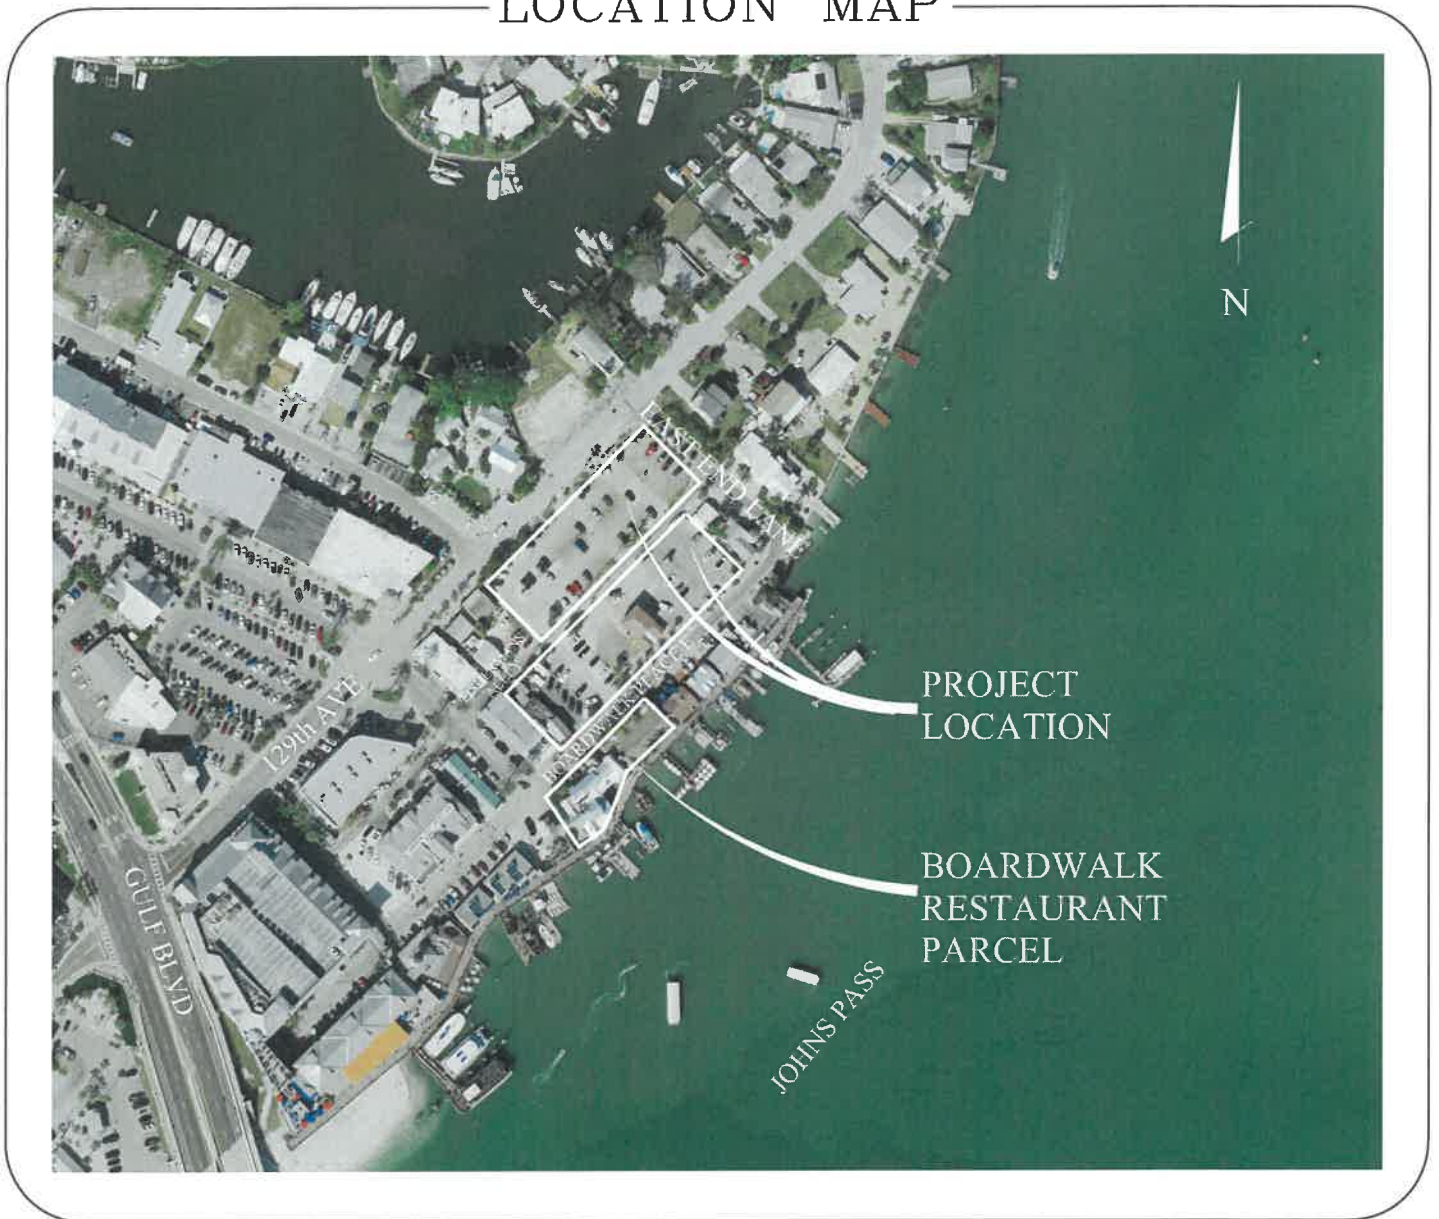 LOCATION MAP
N
EAST END LANE
PROJECT
LOCATION
129th AVE
BOARDWALK PLACE
BOARDWALK
RESTAURANT
PARCEL
GULF BLVD
JOHNS PASS